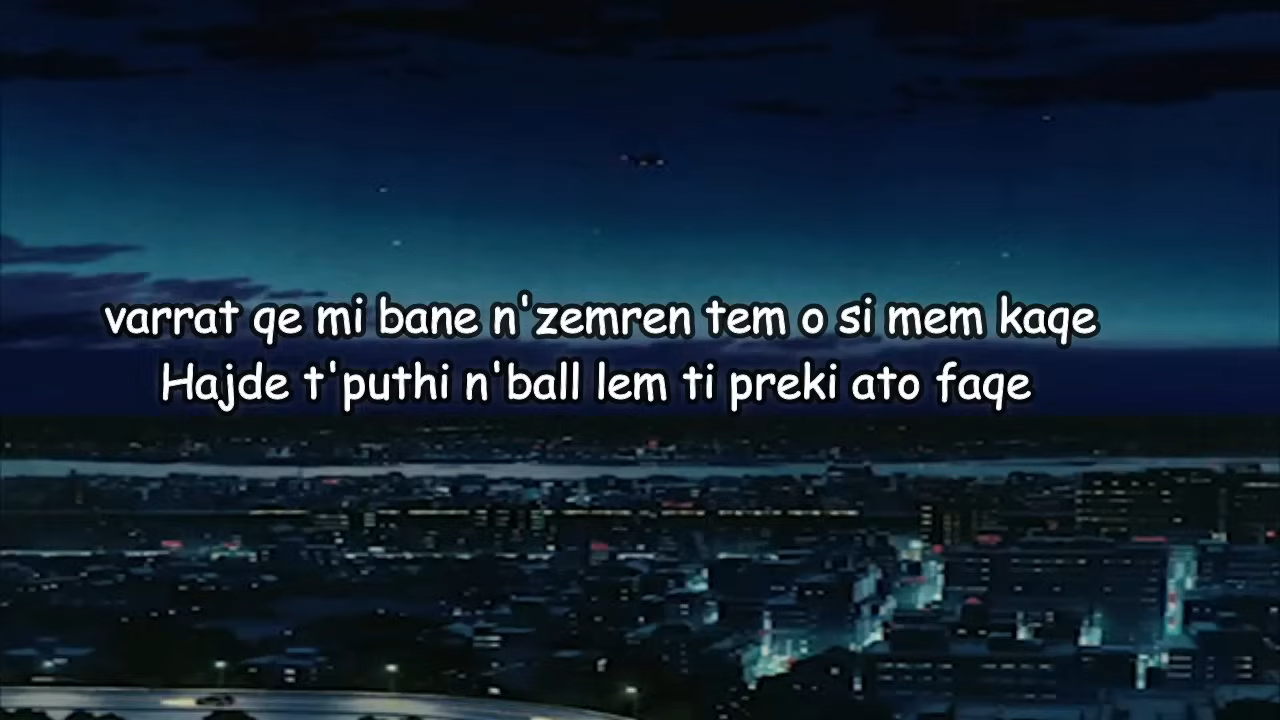 varrat qe mi bane n'zemren tem o si mem kaqe
Hajde t'puthi n'ball lem ti preki ato faqe